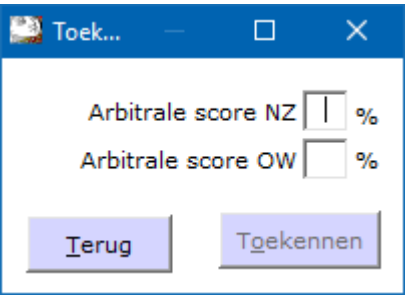 Toek...
Arbitrale score NZ %
Arbitrale score OW %
Terug Toekennen